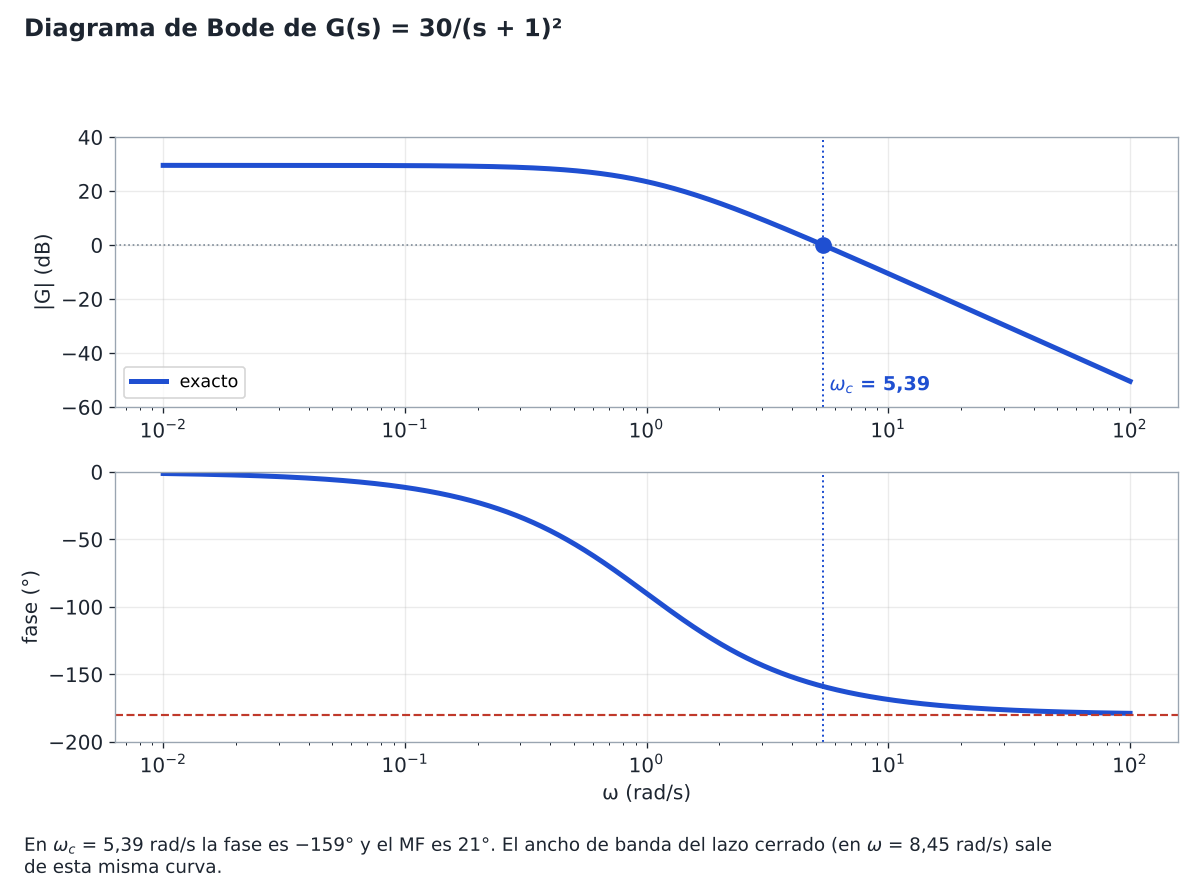 Diagrama de Bode de G(s) = 30/(s + 1)²
40
20
0
−20
−40
−60
|G| (dB)
exacto
ω_c = 5,39
10⁻²
10⁻¹
10⁰
10¹
10²
0
−50
−100
−150
−200
fase (°)
10⁻²
10⁻¹
10⁰
10¹
10²
ω (rad/s)
En ω_c = 5,39 rad/s la fase es −159° y el MF es 21°. El ancho de banda del lazo cerrado (en ω = 8,45 rad/s) sale
de esta misma curva.